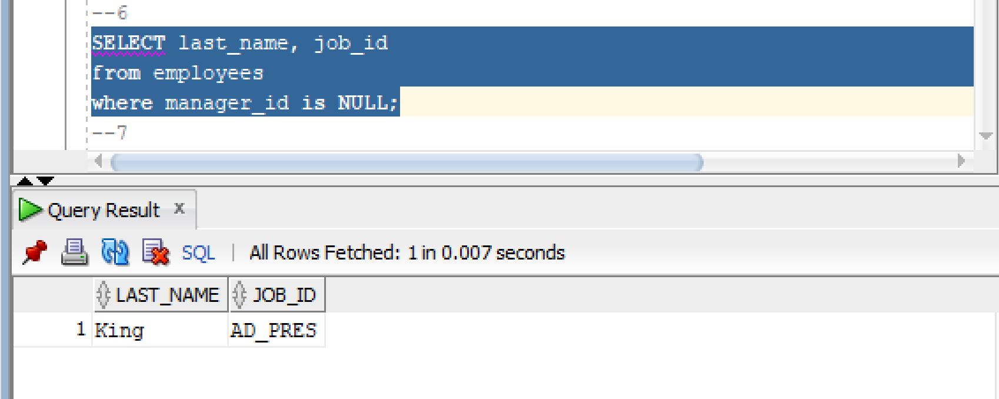 --6
SELECT last_name, job_id
from employees
where manager_id is NULL;
--7
Query Result x
SQL | All Rows Fetched: 1 in 0.007 seconds
LAST_NAME JOB_ID
1 King AD_PRES